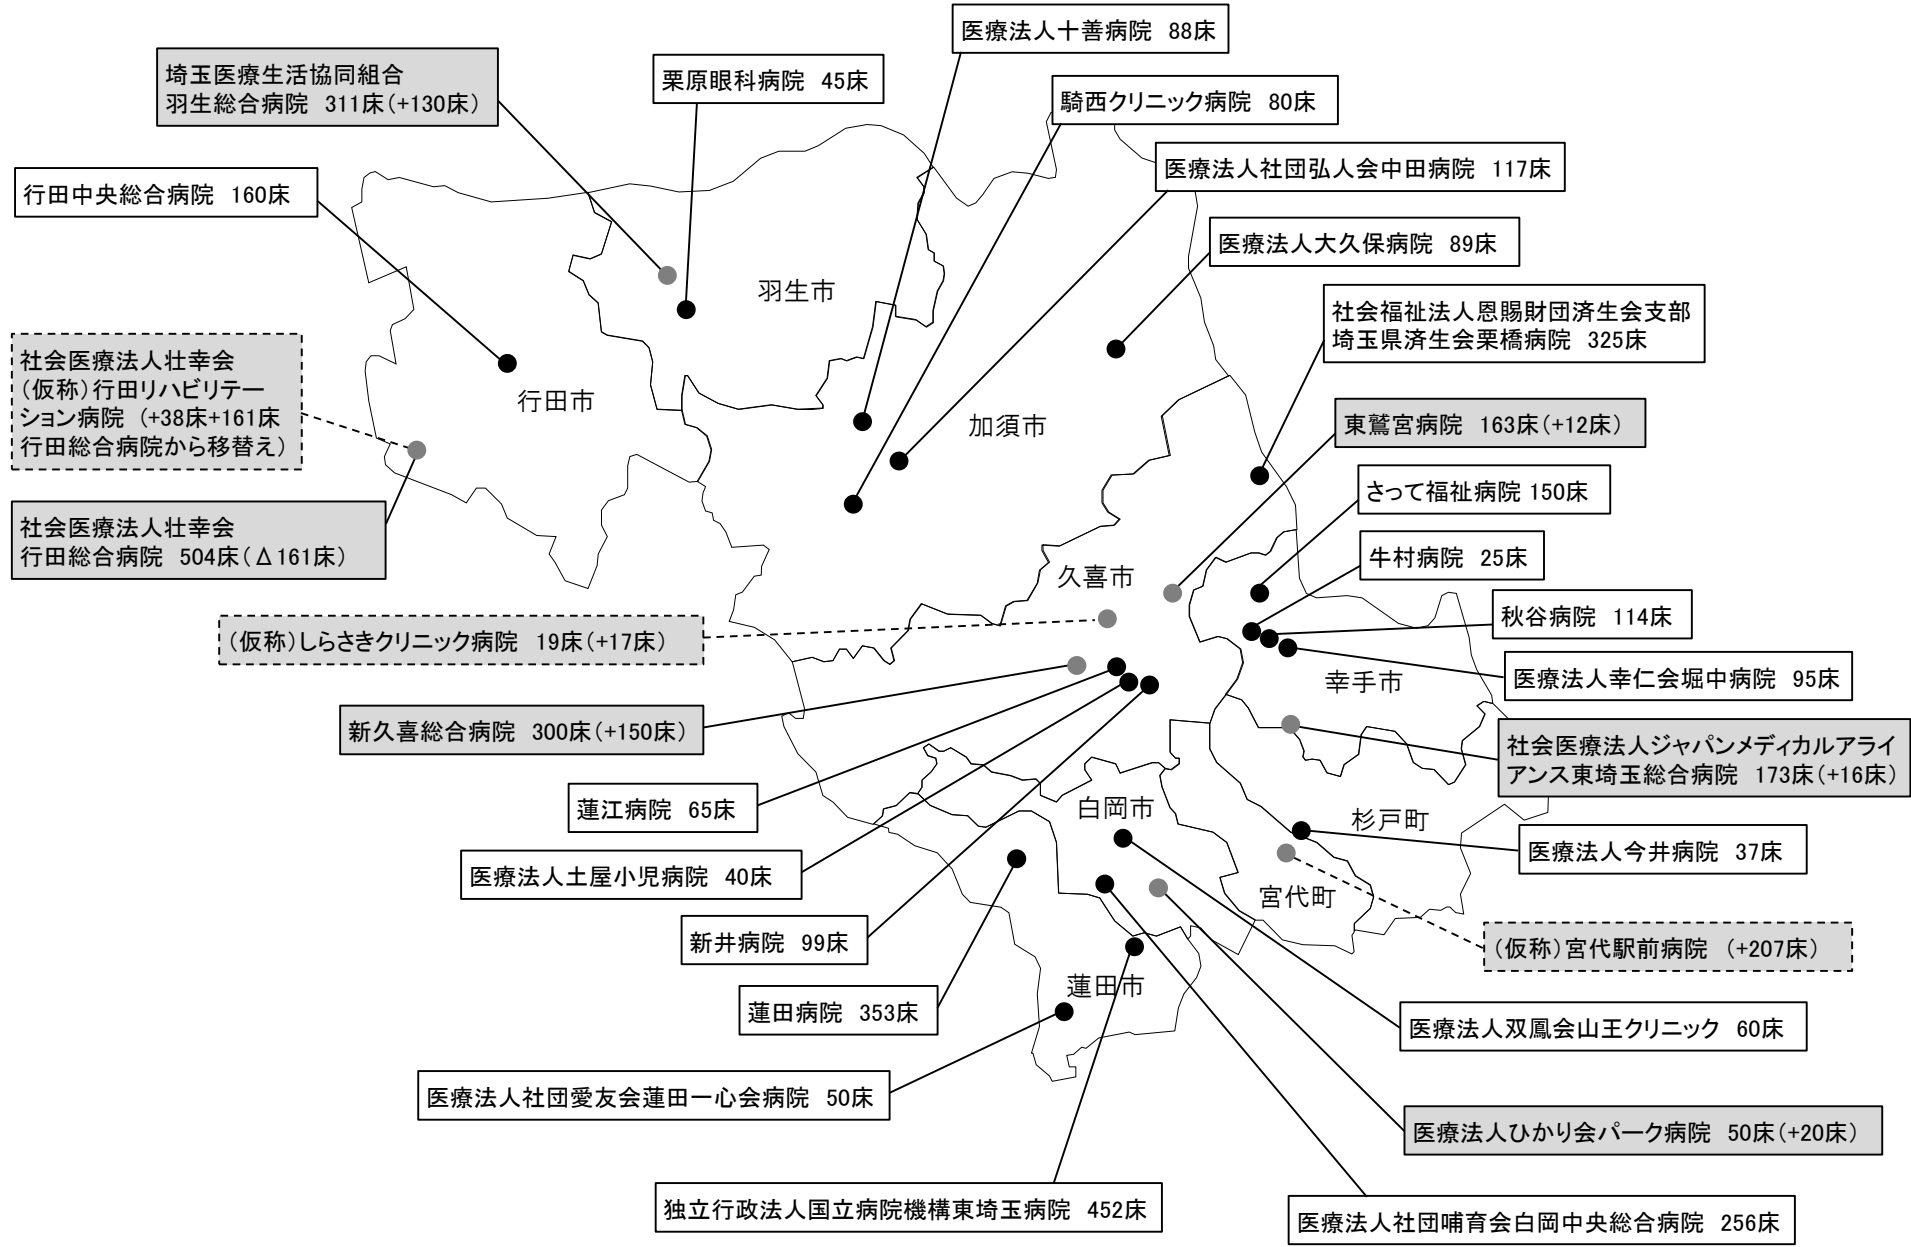 医療法人十善病院 88床
埼玉医療生活協同組合
羽生総合病院 311床(+130床)
栗原眼科病院 45床
騎西クリニック病院 80床
医療法人社団弘人会中田病院 117床
行田中央総合病院 160床
医療法人大久保病院 89床
羽生市
社会福祉法人恩賜財団済生会支部
埼玉県済生会栗橋病院 325床
社会医療法人壮幸会
(仮称)行田リハビリテー
ション病院 (+38床+161床
行田総合病院から移替え)
行田市
加須市
東鷲宮病院 163床(+12床)
さって福祉病院 150床
社会医療法人壮幸会
行田総合病院 504床(Δ161床)
牛村病院 25床
久喜市
秋谷病院 114床
(仮称)しらさきクリニック病院 19床(+17床)
医療法人幸仁会堀中病院 95床
幸手市
新久喜総合病院 300床(+150床)
社会医療法人ジャパンメディカルアライ
アンス東埼玉総合病院 173床(+16床)
蓮江病院 65床
白岡市
杉戸町
医療法人今井病院 37床
医療法人土屋小児病院 40床
宮代町
新井病院 99床
(仮称)宮代駅前病院 (+207床)
蓮田市
蓮田病院 353床
医療法人双鳳会山王クリニック 60床
医療法人社団愛友会蓮田一心会病院 50床
医療法人ひかり会パーク病院 50床(+20床)
独立行政法人国立病院機構東埼玉病院 452床
医療法人社団哺育会白岡中央総合病院 256床